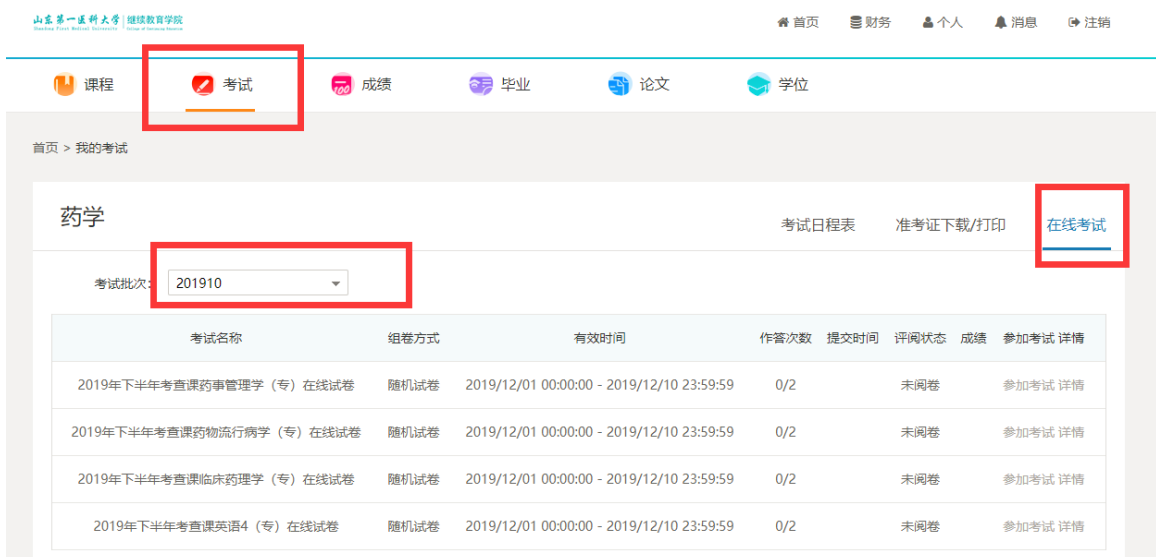 山东第一医科大学 继续教育学院
Shandong First Medical University
首页 财务 个人 消息 注销
课程 考试 成绩 毕业 论文 学位
首页 > 我的考试
药学
考试日程表 准考证下载/打印 在线考试
考试批次: 201910
考试名称 组卷方式 有效时间 作答次数 提交时间 评阅状态 成绩 参加考试 详情
2019年下半年考查课药事管理学（专）在线试卷 随机试卷 2019/12/01 00:00:00 - 2019/12/10 23:59:59 0/2 未阅卷 参加考试 详情
2019年下半年考查课药物流行病学（专）在线试卷 随机试卷 2019/12/01 00:00:00 - 2019/12/10 23:59:59 0/2 未阅卷 参加考试 详情
2019年下半年考查课临床药理学（专）在线试卷 随机试卷 2019/12/01 00:00:00 - 2019/12/10 23:59:59 0/2 未阅卷 参加考试 详情
2019年下半年考查课英语4（专）在线试卷 随机试卷 2019/12/01 00:00:00 - 2019/12/10 23:59:59 0/2 未阅卷 参加考试 详情